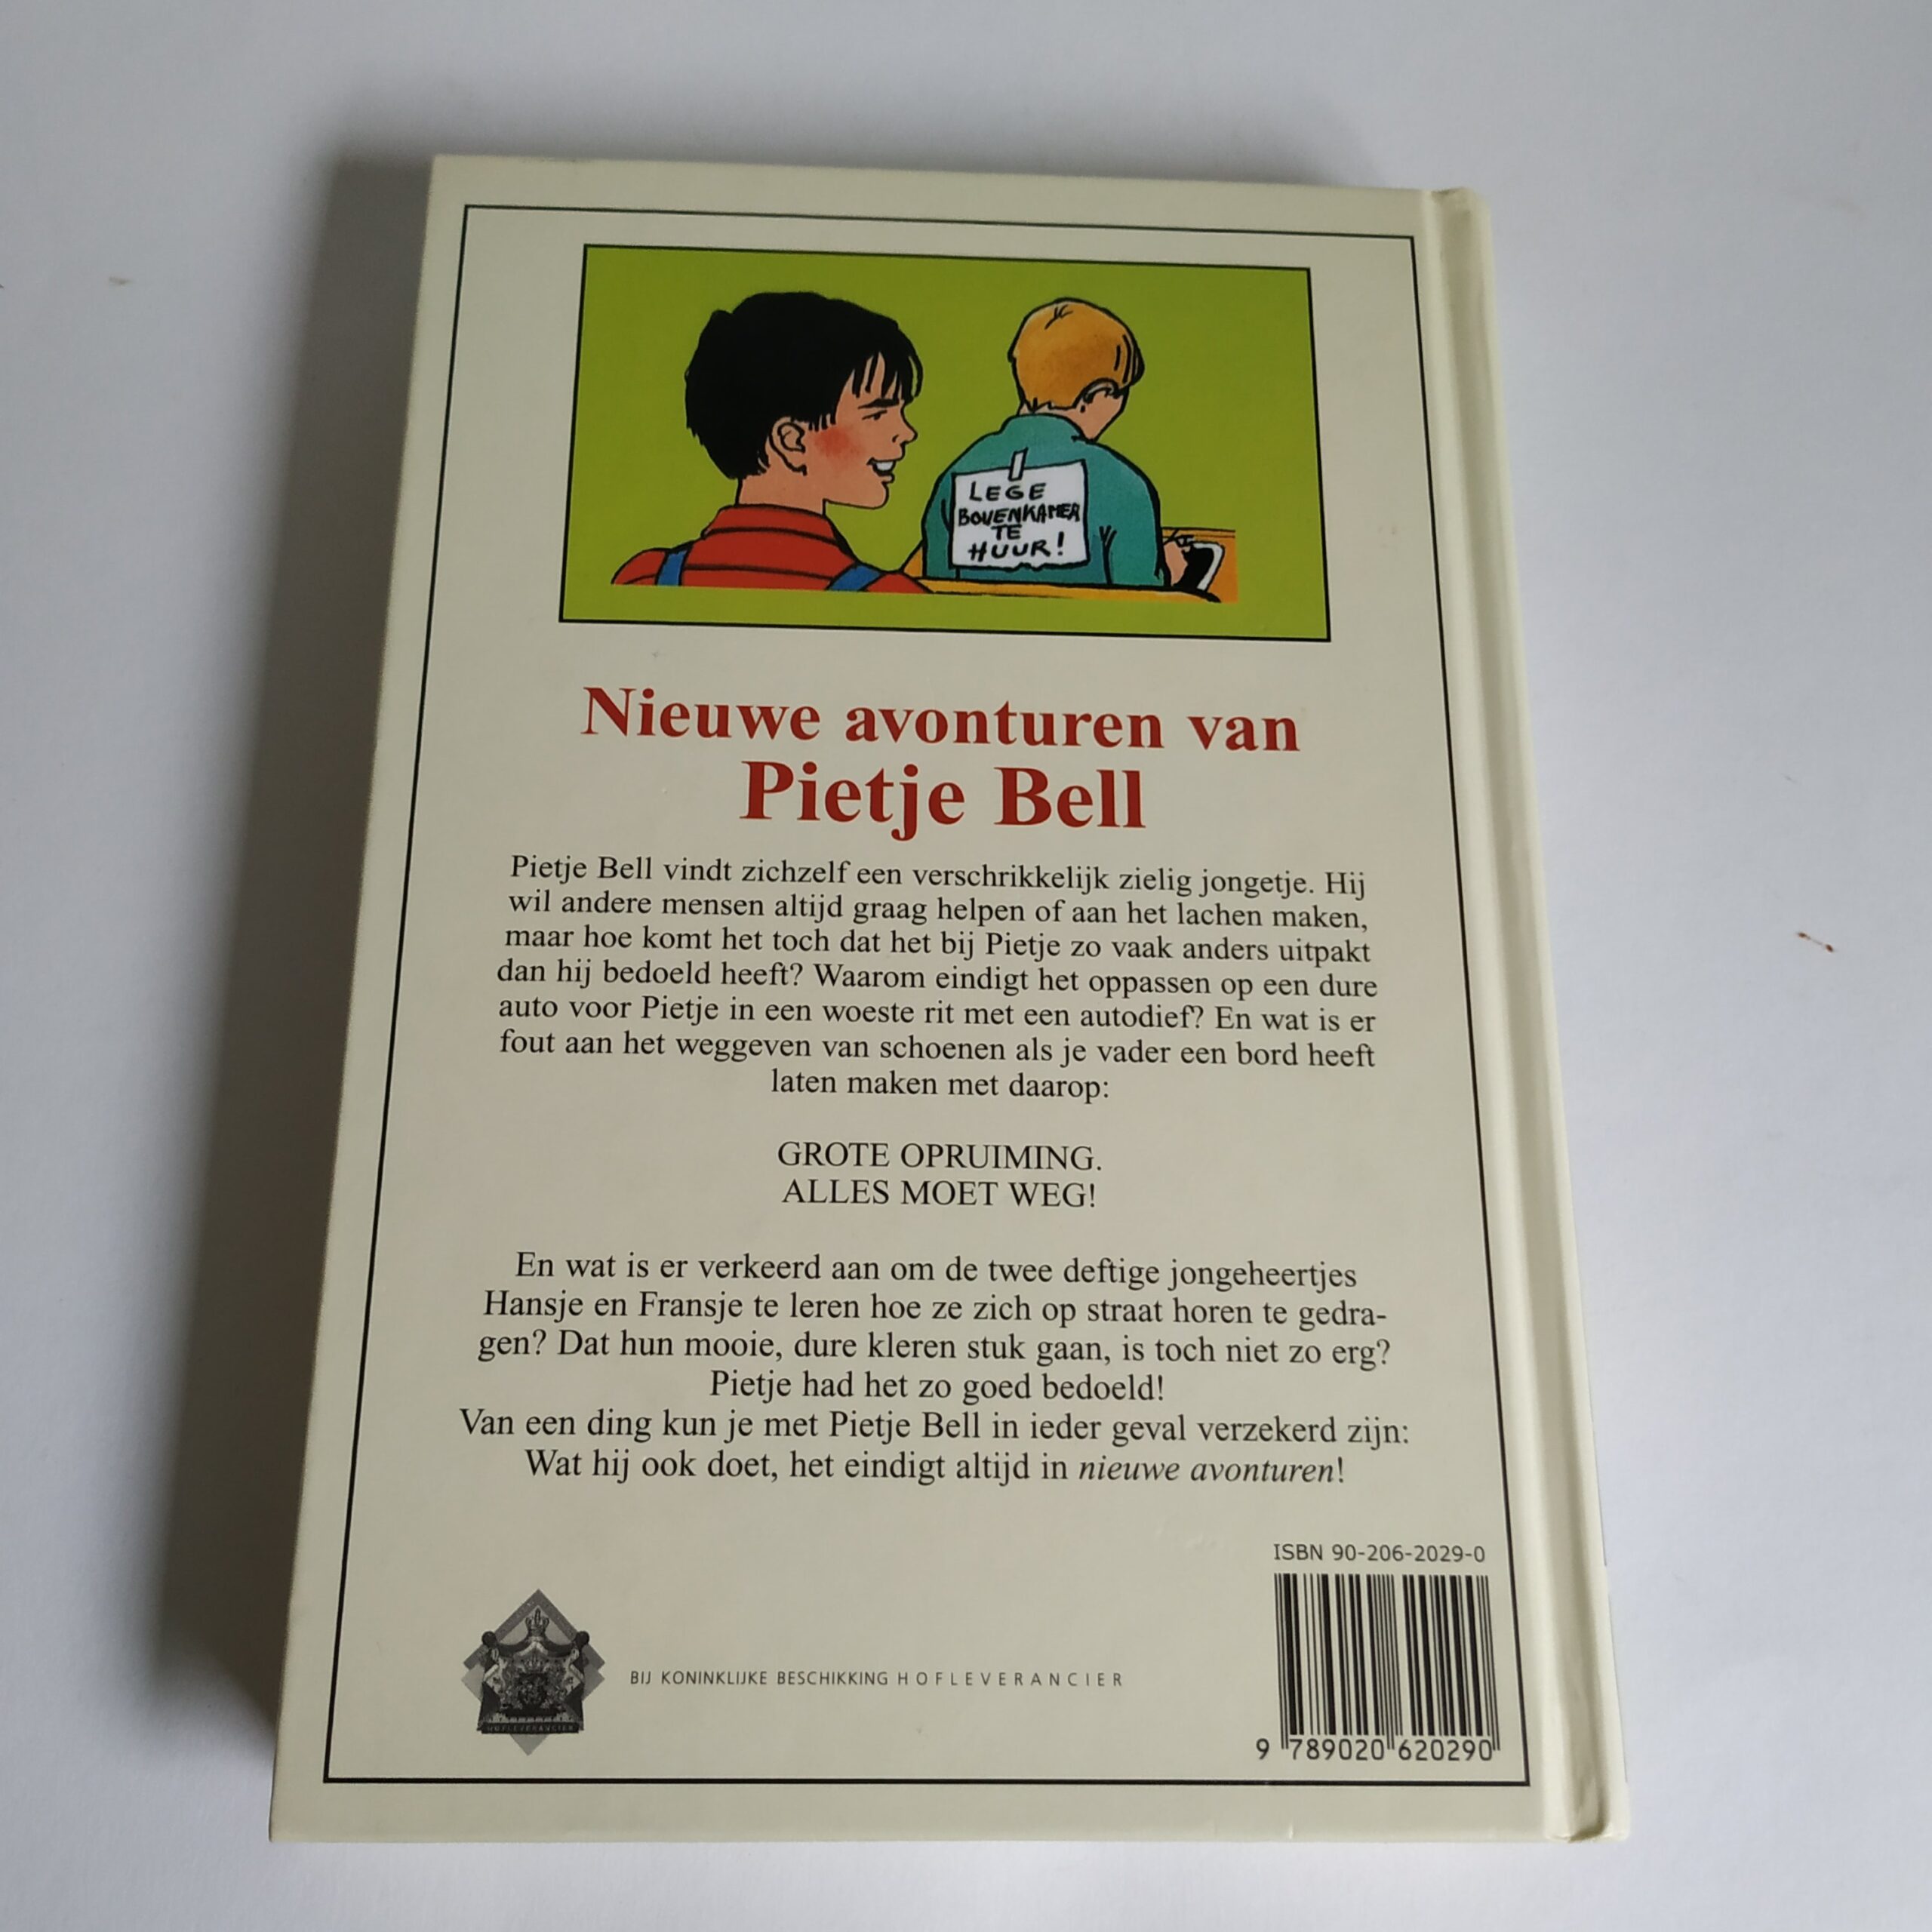 LEGE
BOVENKAMER
TE
HUUR!
Nieuwe avonturen van
Pietje Bell
Pietje Bell vindt zichzelf een verschrikkelijk zielig jongetje. Hij
wil andere mensen altijd graag helpen of aan het lachen maken,
maar hoe komt het toch dat het bij Pietje zo vaak anders uitpakt
dan hij bedoeld heeft? Waarom eindigt het oppassen op een dure
auto voor Pietje in een woeste rit met een autodief? En wat is er
fout aan het weggeven van schoenen als je vader een bord heeft
laten maken met daarop:
GROTE OPRUIMING.
ALLES MOET WEG!
En wat is er verkeerd aan om de twee deftige jongeheertjes
Hansje en Fransje te leren hoe ze zich op straat horen te gedra-
gen? Dat hun mooie, dure kleren stuk gaan, is toch niet zo erg?
Pietje had het zo goed bedoeld!
Van een ding kun je met Pietje Bell in ieder geval verzekerd zijn:
Wat hij ook doet, het eindigt altijd in nieuwe avonturen!
ISBN 90-206-2029-0
HOFLEVERANCIER
BIJ KONINKLIJKE BESCHIKKING HOFLEVERANCIER
9 789020 620290